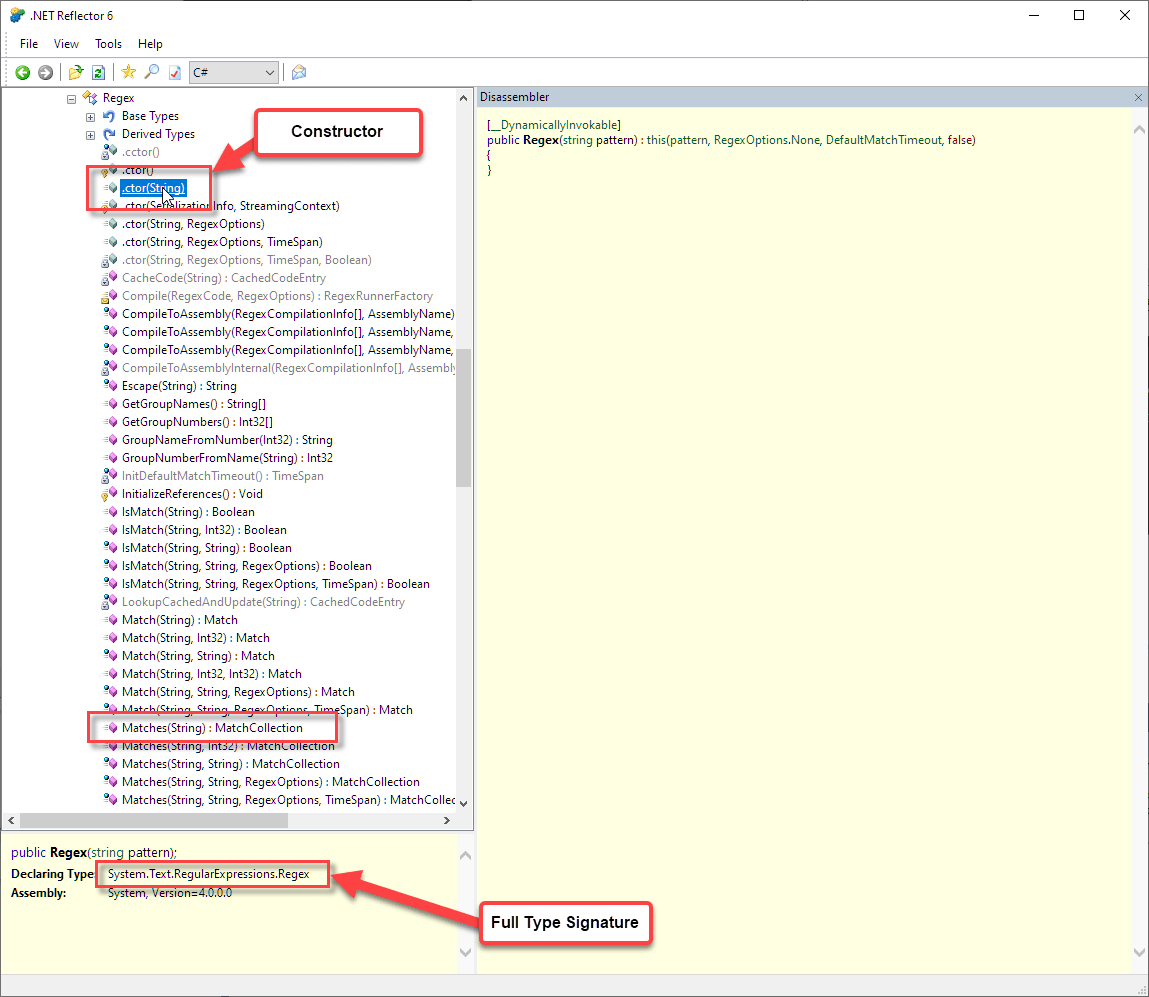 .NET Reflector 6
File View Tools Help
C#
Regex
Base Types
Derived Types
.cctor()
.ctor()
.ctor(String)
.ctor(SerializationInfo, StreamingContext)
.ctor(String, RegexOptions)
.ctor(String, RegexOptions, TimeSpan)
.ctor(String, RegexOptions, TimeSpan, Boolean)
CacheCode(String) : CachedCodeEntry
Compile(RegexCode, RegexOptions) : RegexRunnerFactory
CompileToAssembly(RegexCompilationInfo[], AssemblyName)
CompileToAssembly(RegexCompilationInfo[], AssemblyName,
CompileToAssembly(RegexCompilationInfo[], AssemblyName,
CompileToAssemblyInternal(RegexCompilationInfo[], Assembly
Escape(String) : String
GetGroupNames() : String[]
GetGroupNumbers() : Int32[]
GroupNameFromNumber(Int32) : String
GroupNumberFromName(String) : Int32
InitDefaultMatchTimeout() : TimeSpan
InitializeReferences() : Void
IsMatch(String) : Boolean
IsMatch(String, Int32) : Boolean
IsMatch(String, String) : Boolean
IsMatch(String, String, RegexOptions) : Boolean
IsMatch(String, String, RegexOptions, TimeSpan) : Boolean
LookupCachedAndUpdate(String) : CachedCodeEntry
Match(String) : Match
Match(String, Int32) : Match
Match(String, String) : Match
Match(String, Int32, Int32) : Match
Match(String, String, RegexOptions) : Match
Match(String, String, RegexOptions, TimeSpan) : Match
Matches(String) : MatchCollection
Matches(String, Int32) : MatchCollection
Matches(String, String) : MatchCollection
Matches(String, String, RegexOptions) : MatchCollection
Matches(String, String, RegexOptions, TimeSpan) : MatchCollec
Constructor
public Regex(string pattern);
Declaring Type: System.Text.RegularExpressions.Regex
Assembly: System, Version=4.0.0.0
Full Type Signature
Disassembler
[__DynamicallyInvokable]
public Regex(string pattern) : this(pattern, RegexOptions.None, DefaultMatchTimeout, false)
{
}